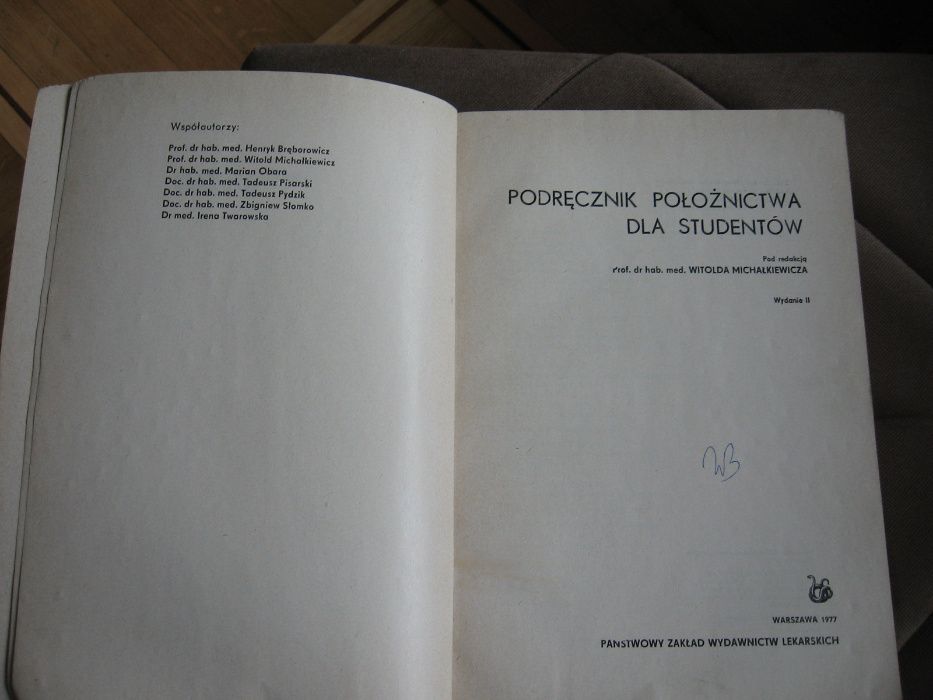 Współautorzy:
Prof. dr hab. med. Henryk Bręborowicz
Prof. dr hab. med. Witold Michałkiewicz
Dr hab. med. Marian Obara
Doc. dr hab. med. Tadeusz Pisarski
Doc. dr hab. med. Tadeusz Pydzik
Doc. dr hab. med. Zbigniew Słomko
Dr med. Irena Twarowska
PODRĘCZNIK POŁOŻNICTWA
DLA STUDENTÓW
Pod redakcją
Prof. dr hab. med. WITOLDA MICHAŁKIEWICZA
Wydanie II
WARSZAWA 1977
PAŃSTWOWY ZAKŁAD WYDAWNICTW LEKARSKICH